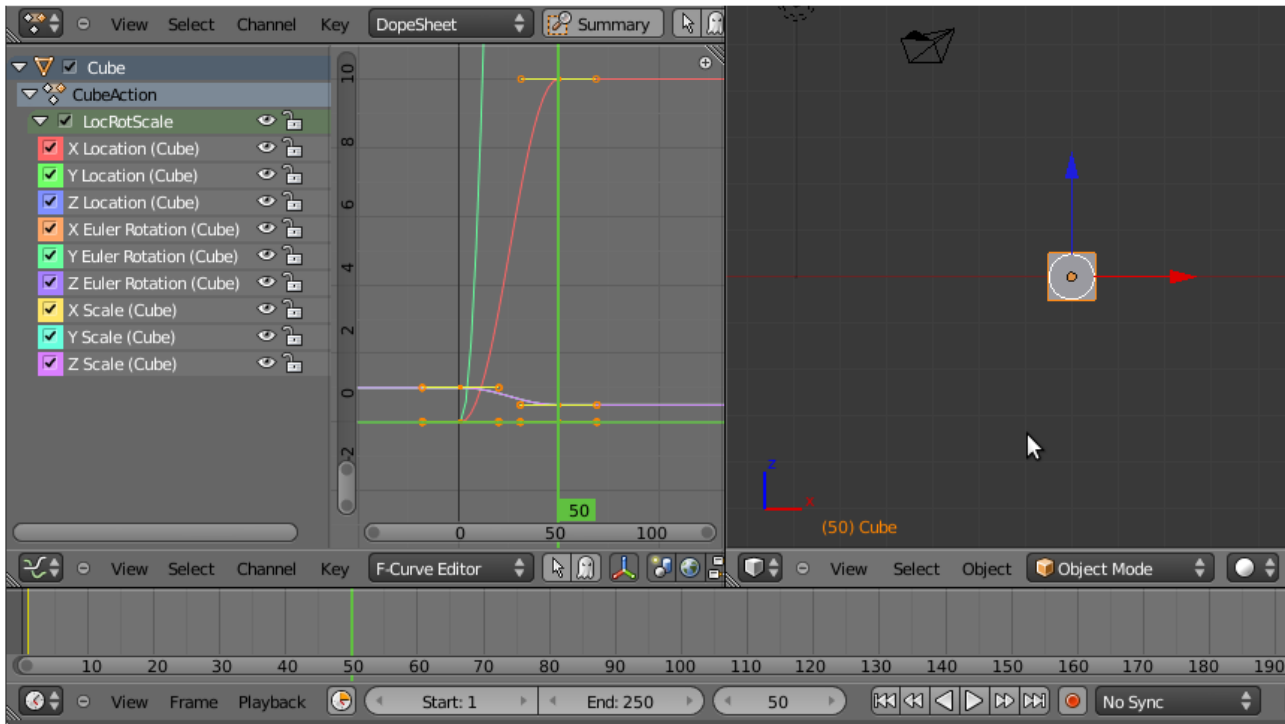 View Select Channel Key DopeSheet Summary
Cube
CubeAction
LocRotScale
X Location (Cube)
Y Location (Cube)
Z Location (Cube)
X Euler Rotation (Cube)
Y Euler Rotation (Cube)
Z Euler Rotation (Cube)
X Scale (Cube)
Y Scale (Cube)
Z Scale (Cube)
10
8
6
4
2
0
-2
50
0 50 100
z
x
(50) Cube
View Select Channel Key F-Curve Editor
View Select Object Object Mode
10 20 30 40 50 60 70 80 90 100 110 120 130 140 150 160 170 180 190
View Frame Playback Start: 1 End: 250 50 No Sync